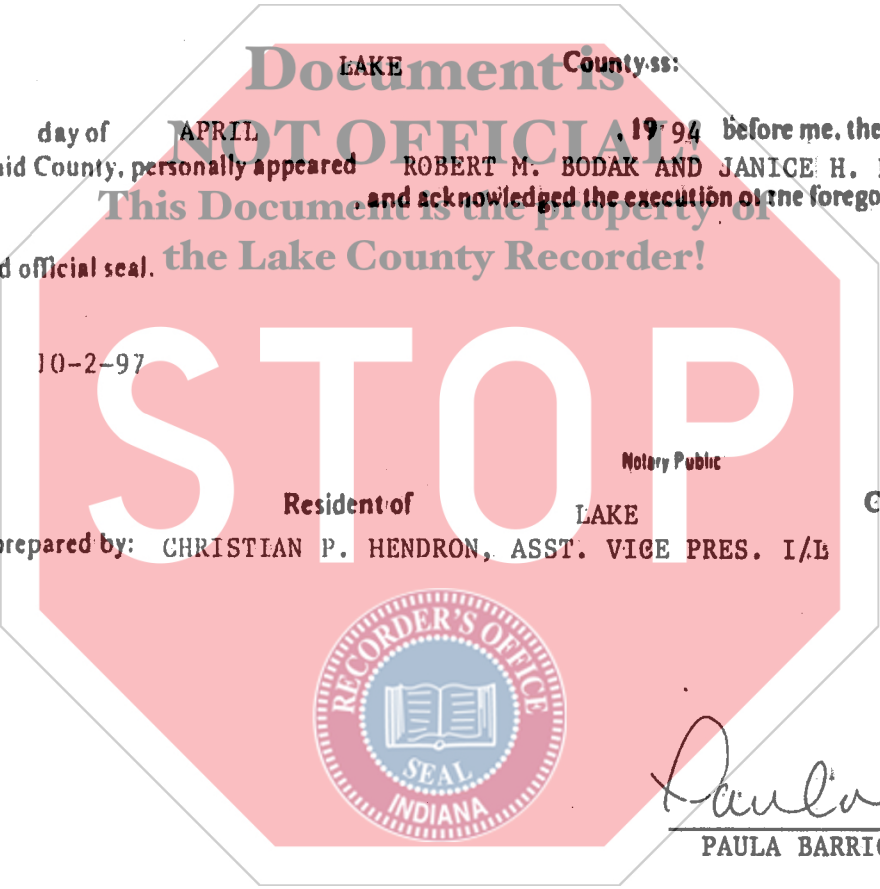 Document is
LAKE County ss:
day of APRIL , 19 94 before me, the
NOT OFFICIAL!
aid County, personally appeared ROBERT M. BODAK AND JANICE H.
This Document is the property of
, and acknowledged the execution of the forego
the Lake County Recorder!
d official seal.
10-2-97
STOP
Notary Public
Resident of LAKE C
prepared by: CHRISTIAN P. HENDRON, ASST. VICE PRES. I/L
RECORDER'S OFFICE
SEAL
INDIANA
Paula
PAULA BARRI